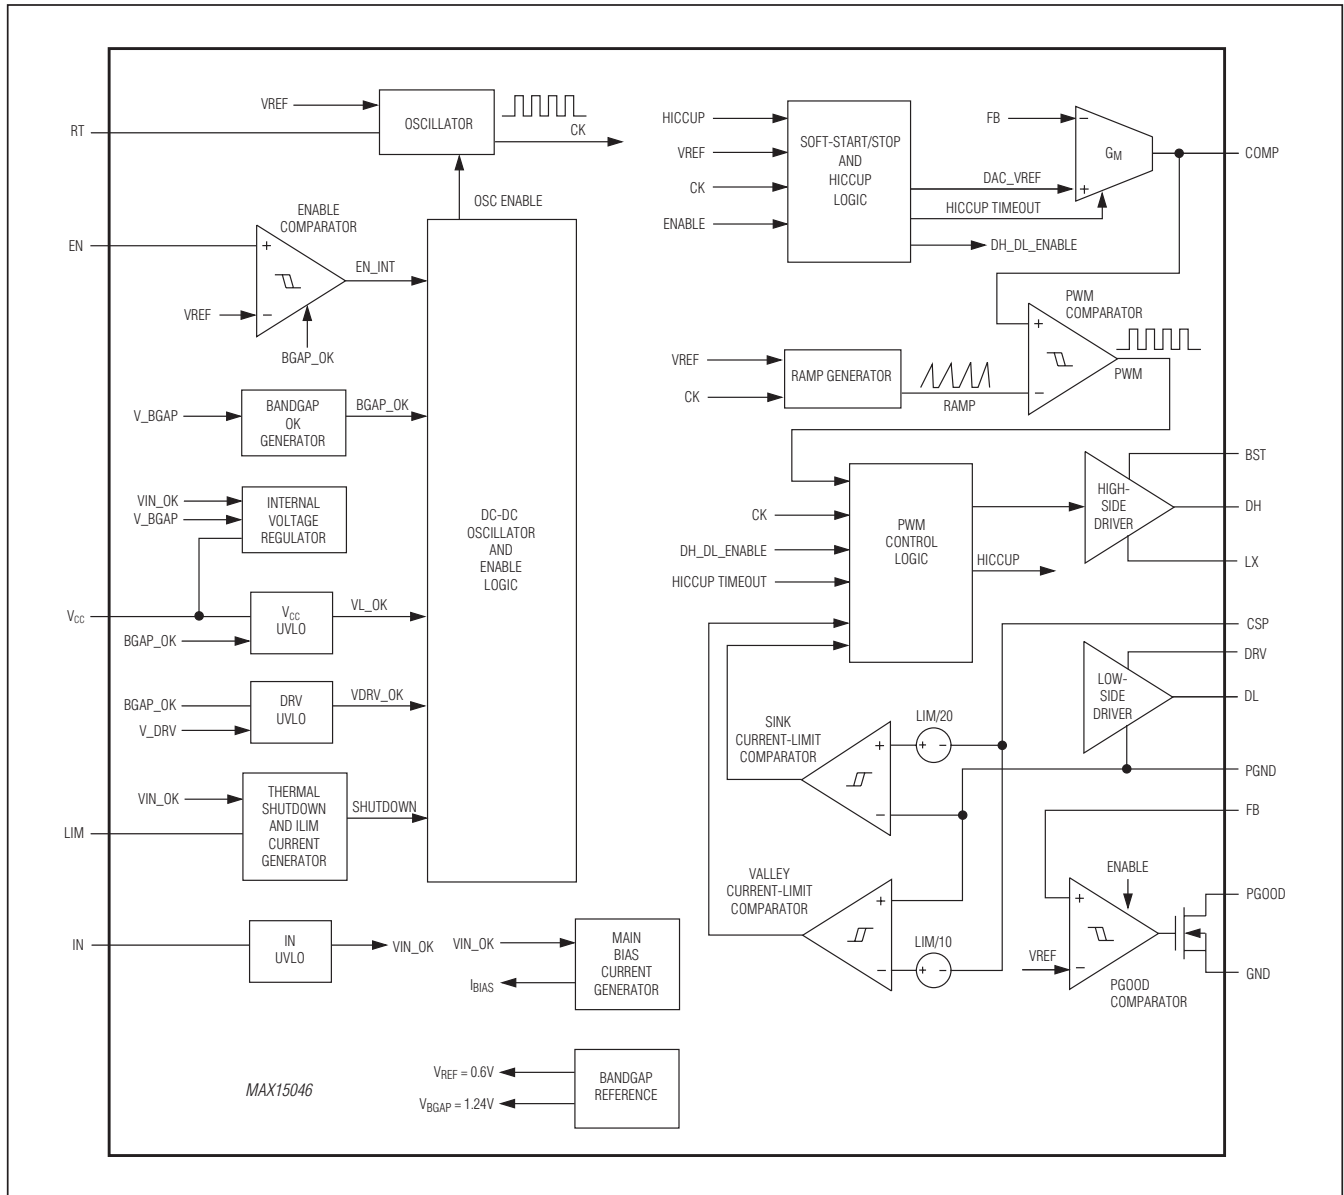 VREF
RT
OSCILLATOR
CK
OSC ENABLE
ENABLE
COMPARATOR
EN
+
EN_INT
VREF
−
BGAP_OK
V_BGAP
BANDGAP
OK
GENERATOR
BGAP_OK
VIN_OK
V_BGAP
INTERNAL
VOLTAGE
REGULATOR
DC-DC
OSCILLATOR
AND
ENABLE
LOGIC
VCC
VCC
UVLO
VL_OK
BGAP_OK
BGAP_OK
V_DRV
DRV
UVLO
VDRV_OK
VIN_OK
LIM
THERMAL
SHUTDOWN
AND ILIM
CURRENT
GENERATOR
SHUTDOWN
IN
IN
UVLO
VIN_OK
VIN_OK
IBIAS
MAIN
BIAS
CURRENT
GENERATOR
VREF = 0.6V
VBGAP = 1.24V
BANDGAP
REFERENCE
MAX15046
HICCUP
VREF
CK
ENABLE
SOFT-START/STOP
AND
HICCUP
LOGIC
FB
−
GM
+
COMP
DAC_VREF
HICCUP TIMEOUT
DH_DL_ENABLE
PWM
COMPARATOR
+
−
PWM
VREF
CK
RAMP GENERATOR
RAMP
CK
DH_DL_ENABLE
HICCUP TIMEOUT
PWM
CONTROL
LOGIC
HICCUP
HIGH-
SIDE
DRIVER
BST
DH
LX
CSP
DRV
LOW-
SIDE
DRIVER
DL
PGND
SINK
CURRENT-LIMIT
COMPARATOR
+
−
LIM/20
+ −
VALLEY
CURRENT-LIMIT
COMPARATOR
+
−
LIM/10
+ −
FB
ENABLE
+
VREF
−
PGOOD
COMPARATOR
PGOOD
GND